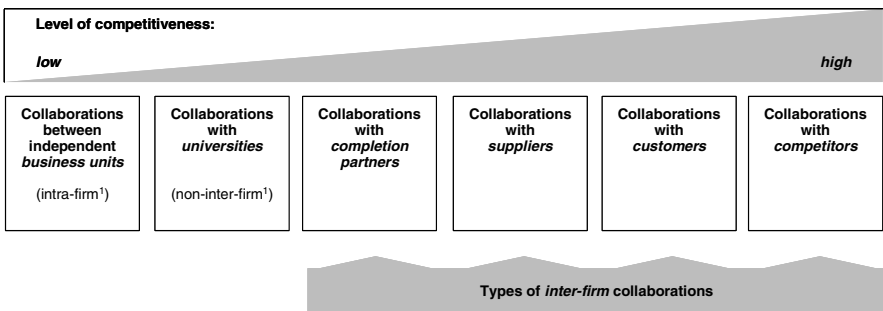 Level of competitiveness:
low
high
Collaborations
between
independent
business units
(intra-firm¹)
Collaborations
with
universities
(non-inter-firm¹)
Collaborations
with
completion
partners
Collaborations
with
suppliers
Collaborations
with
customers
Collaborations
with
competitors
Types of inter-firm collaborations